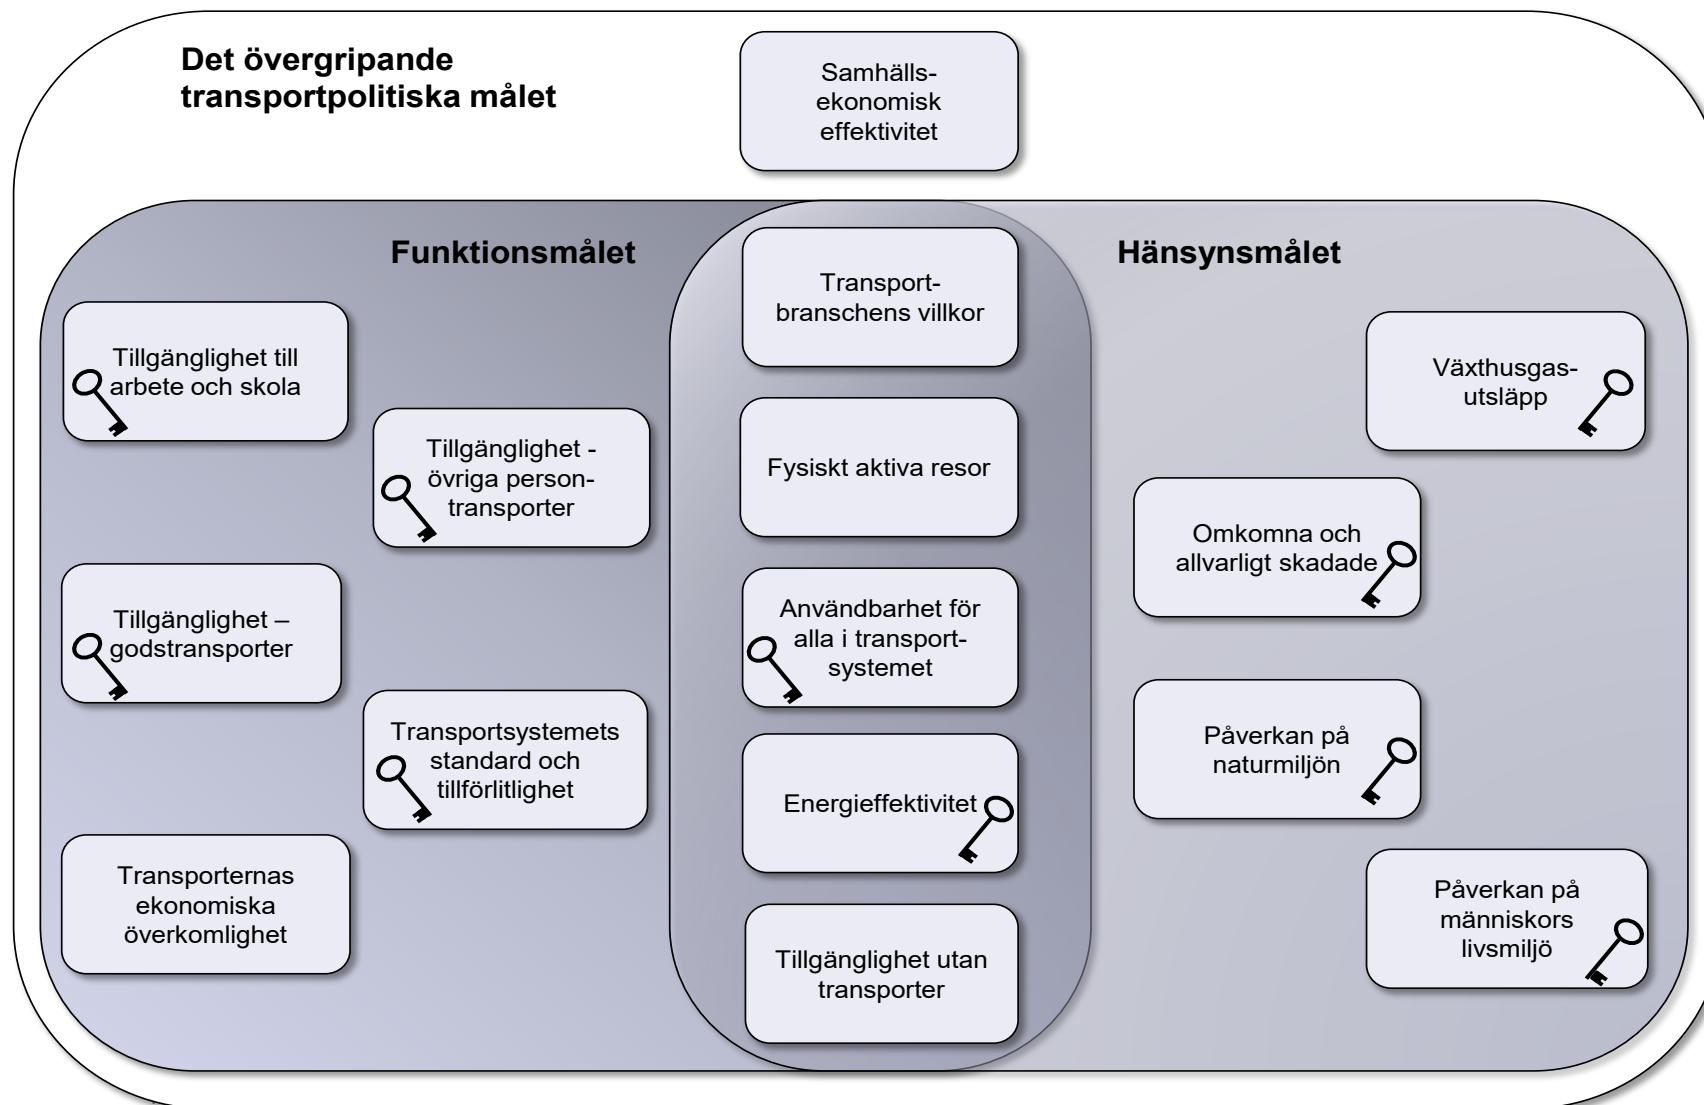 Det övergripande
transportpolitiska målet
Samhälls-
ekonomisk
effektivitet
Funktionsmålet
Hänsynsmålet
Tillgänglighet till
arbete och skola
Tillgänglighet -
övriga person-
transporter
Tillgänglighet –
godstransporter
Transportsystemets
standard och
tillförlitlighet
Transporternas
ekonomiska
överkomlighet
Transport-
branschens villkor
Fysiskt aktiva resor
Användbarhet för
alla i transport-
systemet
Energieffektivitet
Tillgänglighet utan
transporter
Växthusgas-
utsläpp
Omkomna och
allvarligt skadade
Påverkan på
naturmiljön
Påverkan på
människors
livsmiljö